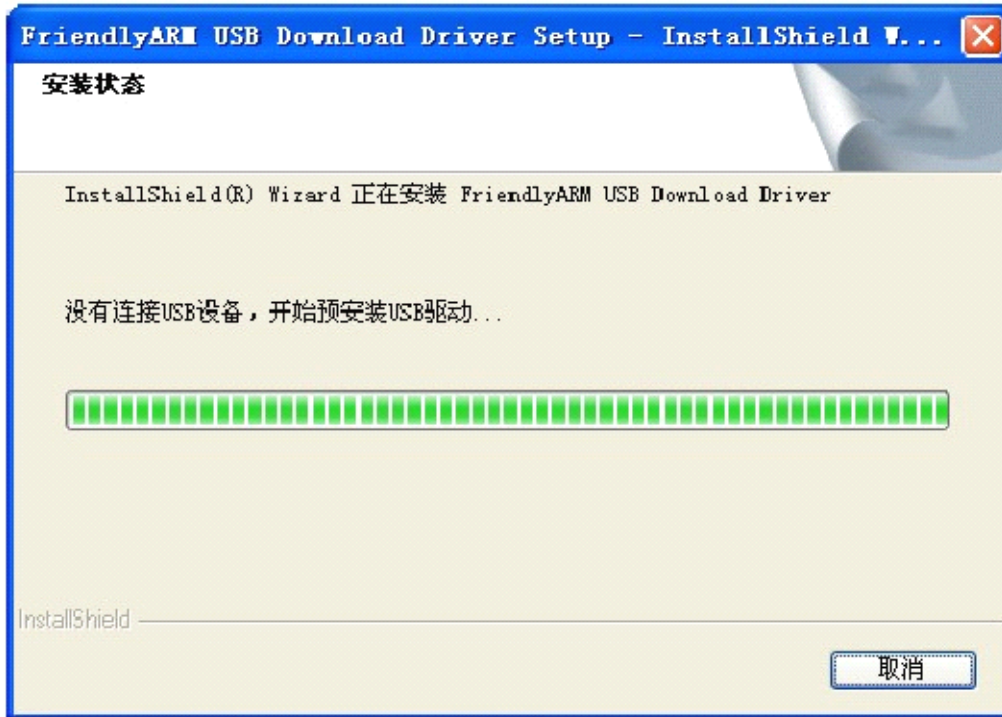 FriendlyARM USB Download Driver Setup - InstallShield W...
安装状态
InstallShield(R) Wizard 正在安装 FriendlyARM USB Download Driver
没有连接USB设备，开始预安装USB驱动...
InstallShield
取消